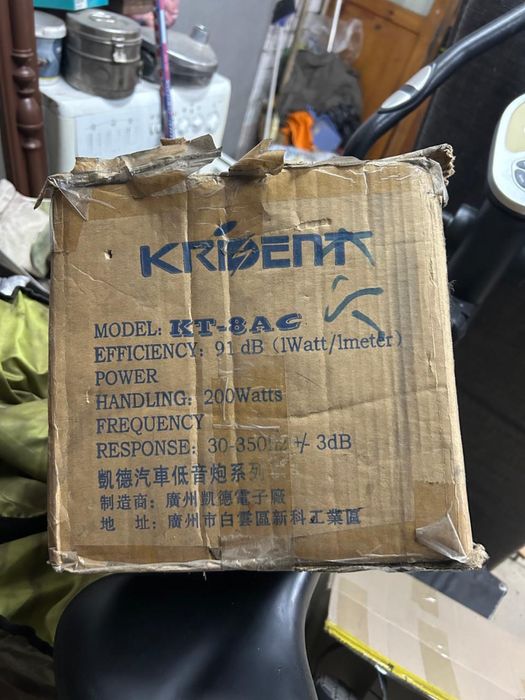 KRISENT
MODEL: KT-8AC
EFFICIENCY: 91 dB (1Watt/1meter)
POWER
HANDLING: 200Watts
FREQUENCY
RESPONSE: 30-350Hz +/- 3dB
凱德汽車低音炮系列
制造商: 廣州凱德電子廠
地 址: 廣州市白雲區新科工業區